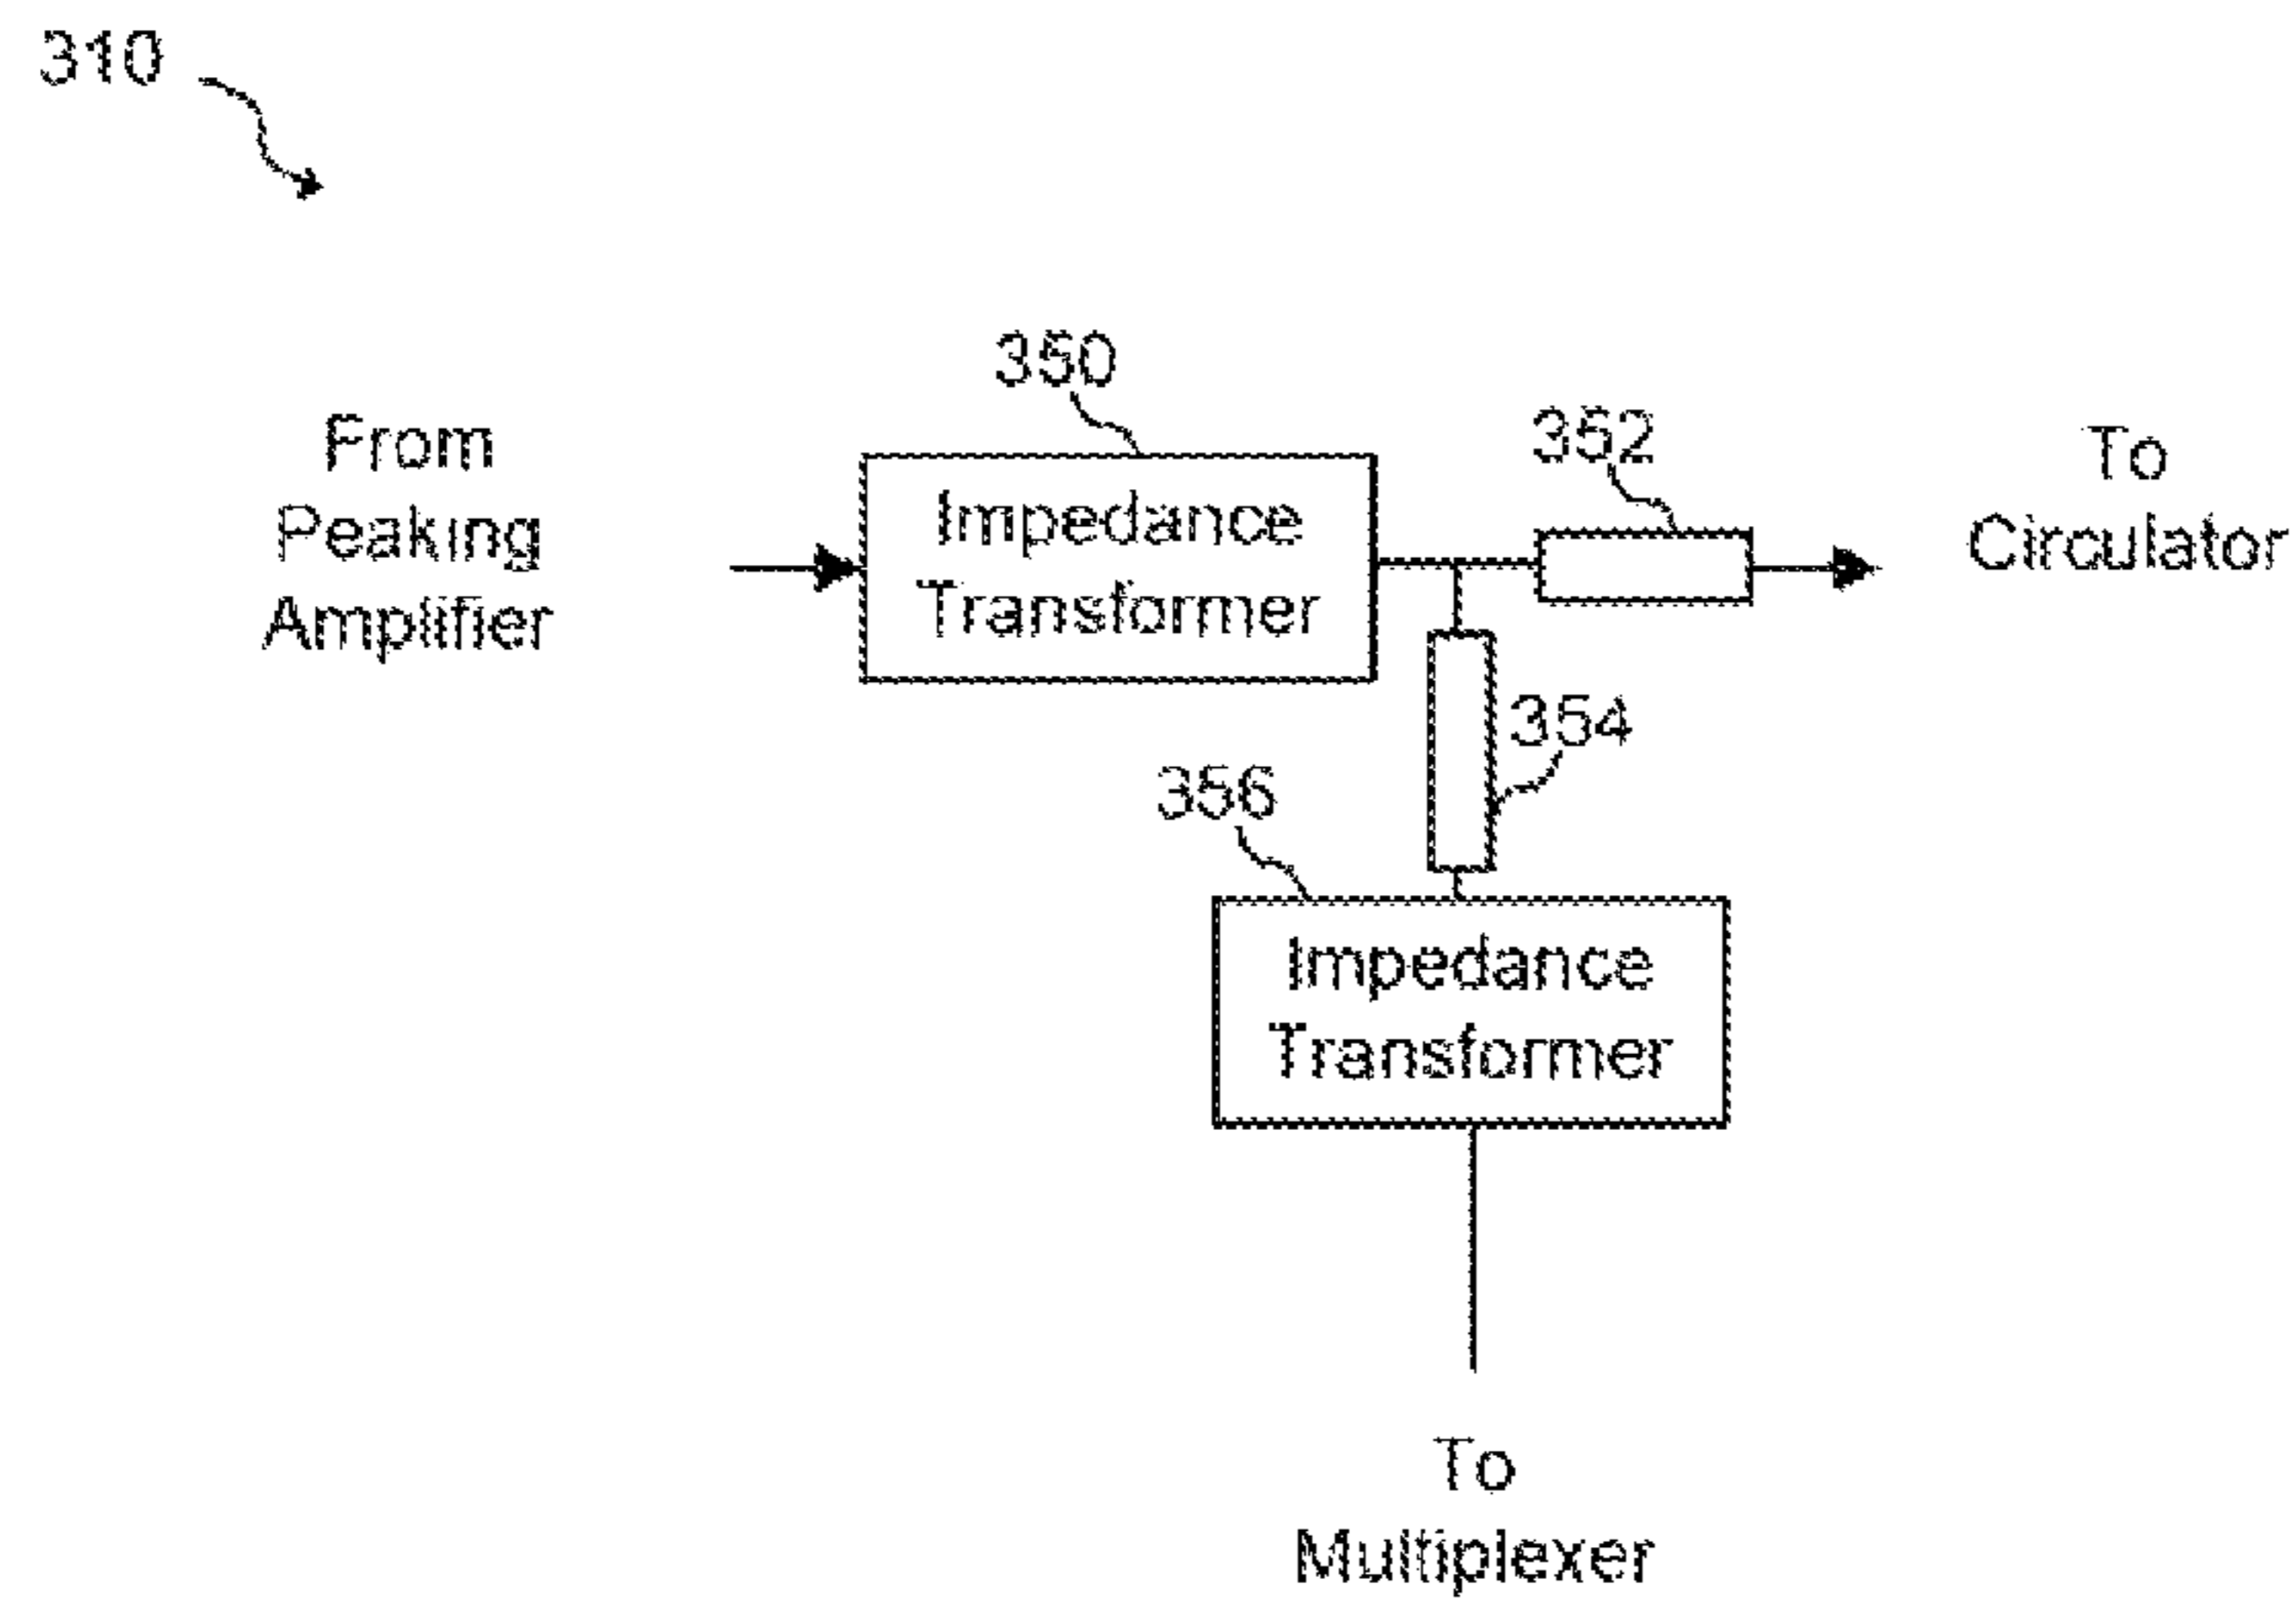 310
350
352
From
Peaking
Amplifier
Impedance
Transformer
To
Circulator
354
356
Impedance
Transformer
To
Multiplexer